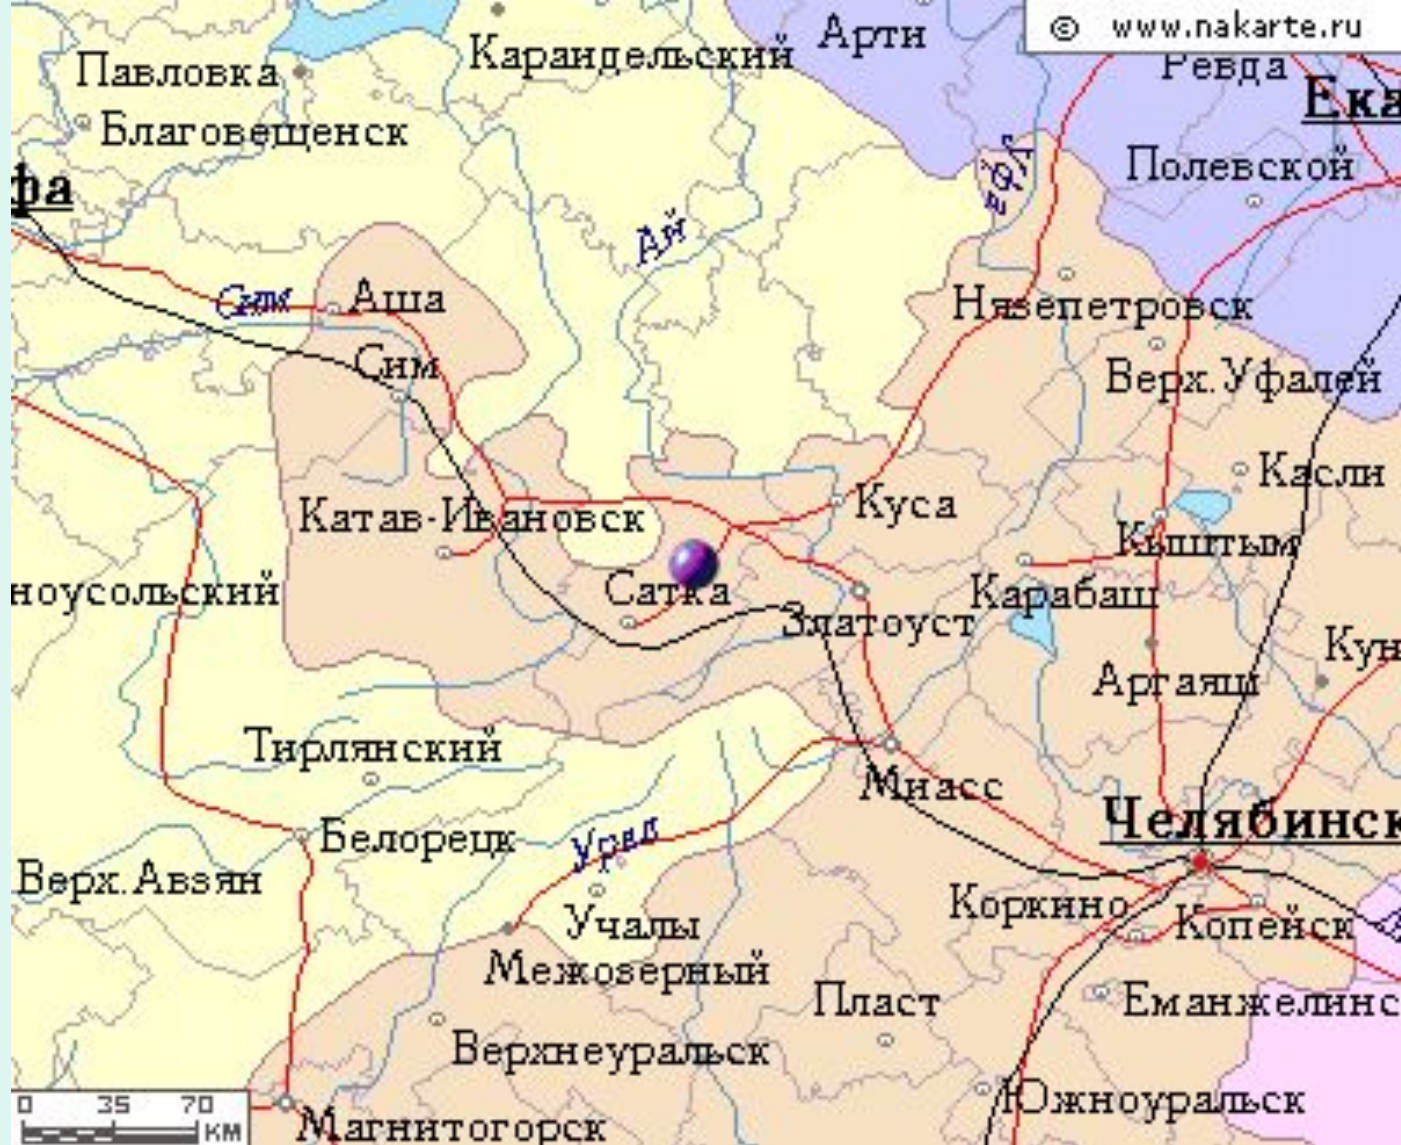 © www.nakarte.ru
Арти
Карандельский
Павловка
Ревда
Ека
Благовещенск
Полевской
фа
Уфа
Ай
Сим
Аша
Нязепетровск
Сим
Верх.Уфалей
Касли
Катав-Ивановск
Куса
Кыштым
ноусольский
Сатка
Карабаш
Златоуст
Кун
Аргаяш
Тирлянский
Миасс
Челябинск
Белорецк
Урал
Верх.Авзян
Коркино
Копейск
Учалы
Межозерный
Пласт
Еманжелинс
Верхнеуральск
Южноуральск
0 35 70
КМ
Магнитогорск